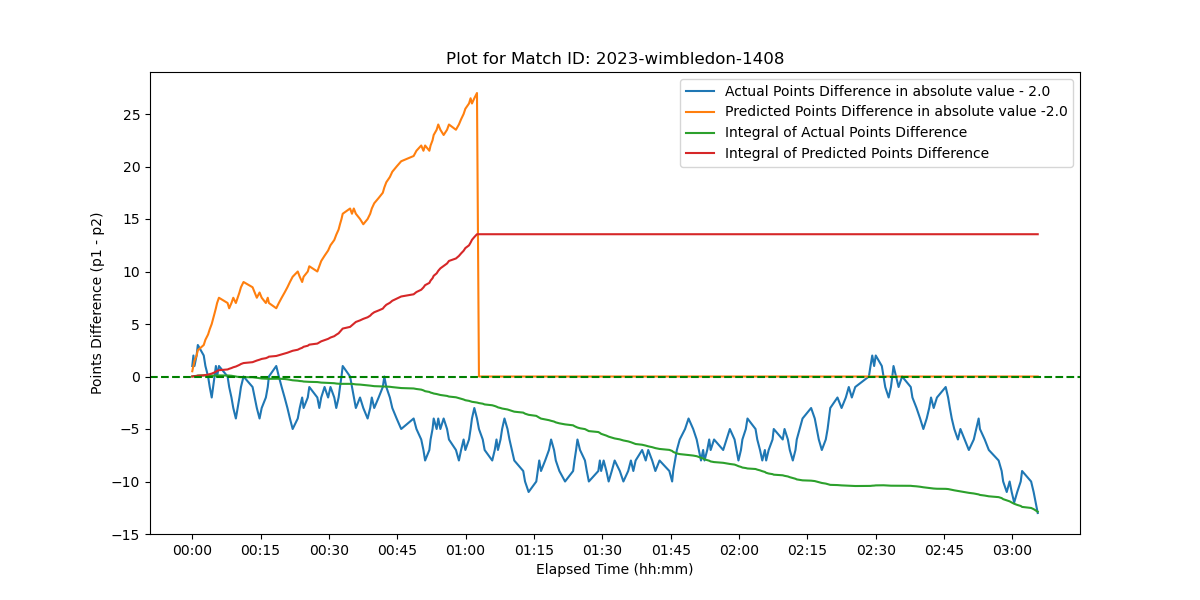 Plot for Match ID: 2023-wimbledon-1408
Actual Points Difference in absolute value - 2.0
Predicted Points Difference in absolute value -2.0
Integral of Actual Points Difference
Integral of Predicted Points Difference
Points Difference (p1 - p2)
25
20
15
10
5
0
−5
−10
−15
00:00 00:15 00:30 00:45 01:00 01:15 01:30 01:45 02:00 02:15 02:30 02:45 03:00
Elapsed Time (hh:mm)